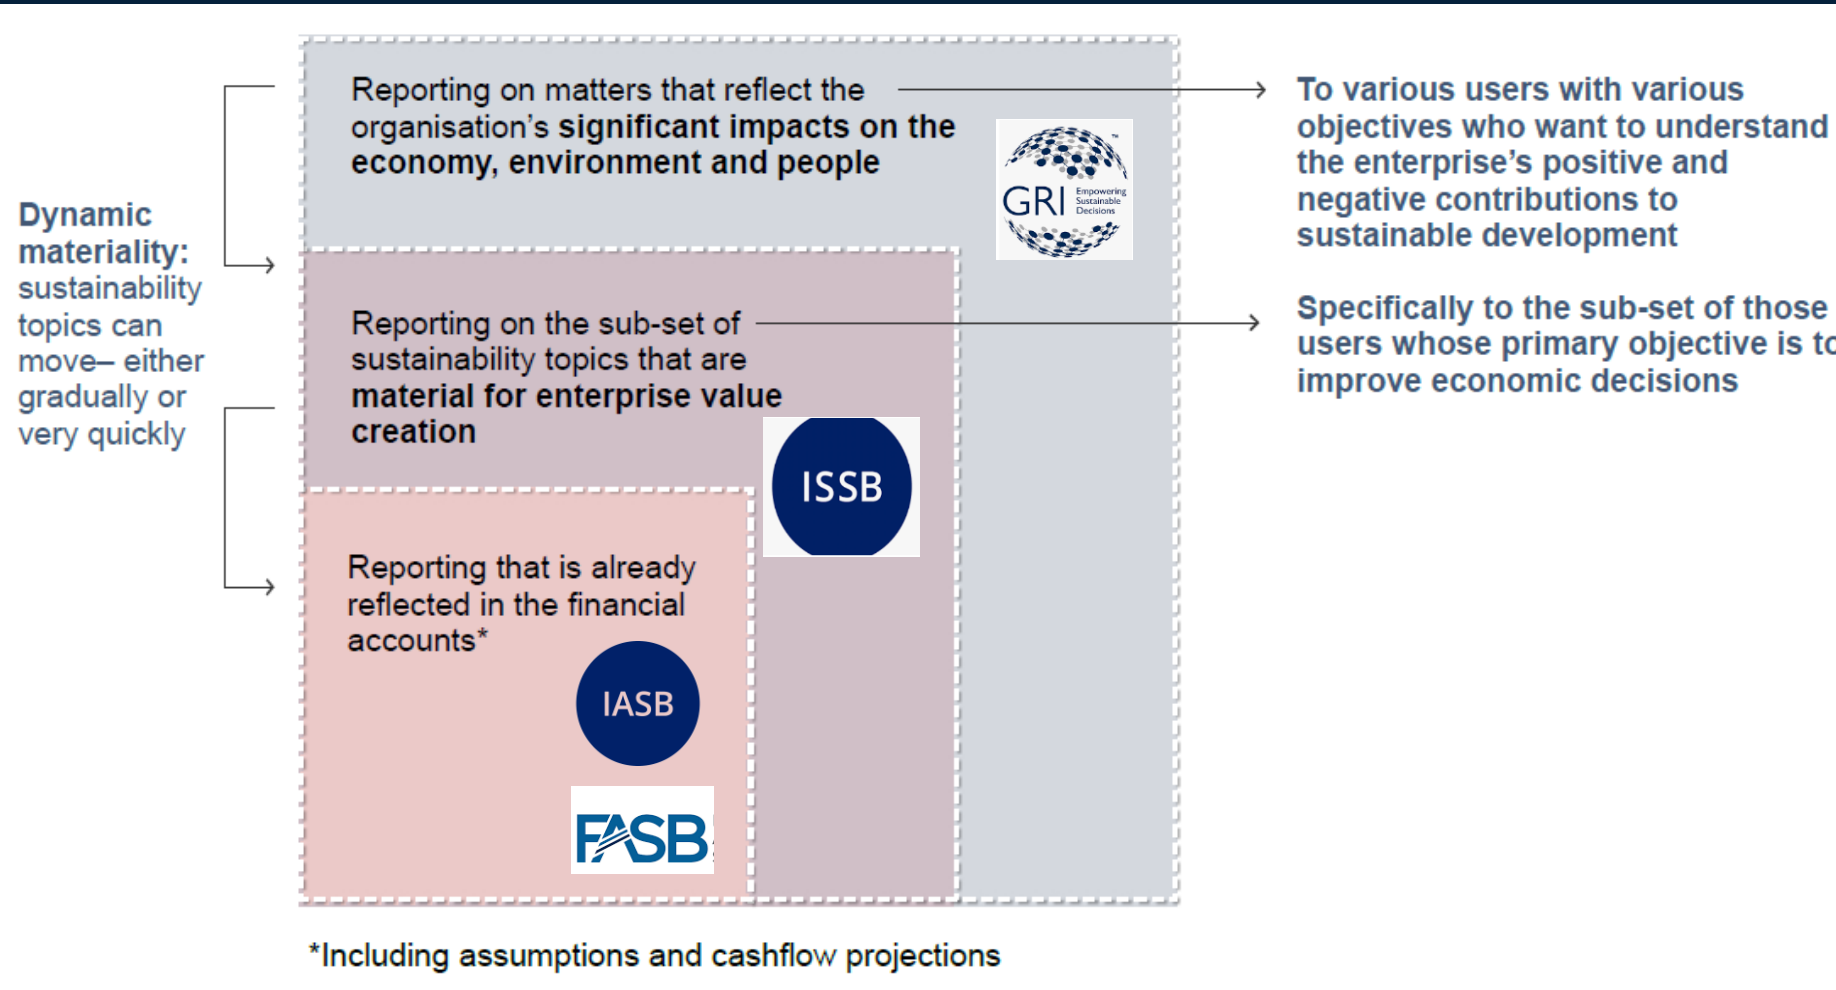 Reporting on matters that reflect the
organisation's significant impacts on the
economy, environment and people
GRI
Empowering
Sustainable
Decisions
™
To various users with various
objectives who want to understand
the enterprise's positive and
negative contributions to
sustainable development
Dynamic
materiality:
sustainability
topics can
move– either
gradually or
very quickly
Reporting on the sub-set of
sustainability topics that are
material for enterprise value
creation
ISSB
Specifically to the sub-set of those
users whose primary objective is
improve economic decisions
Reporting that is already
reflected in the financial
accounts*
IASB
FASB
*Including assumptions and cashflow projections